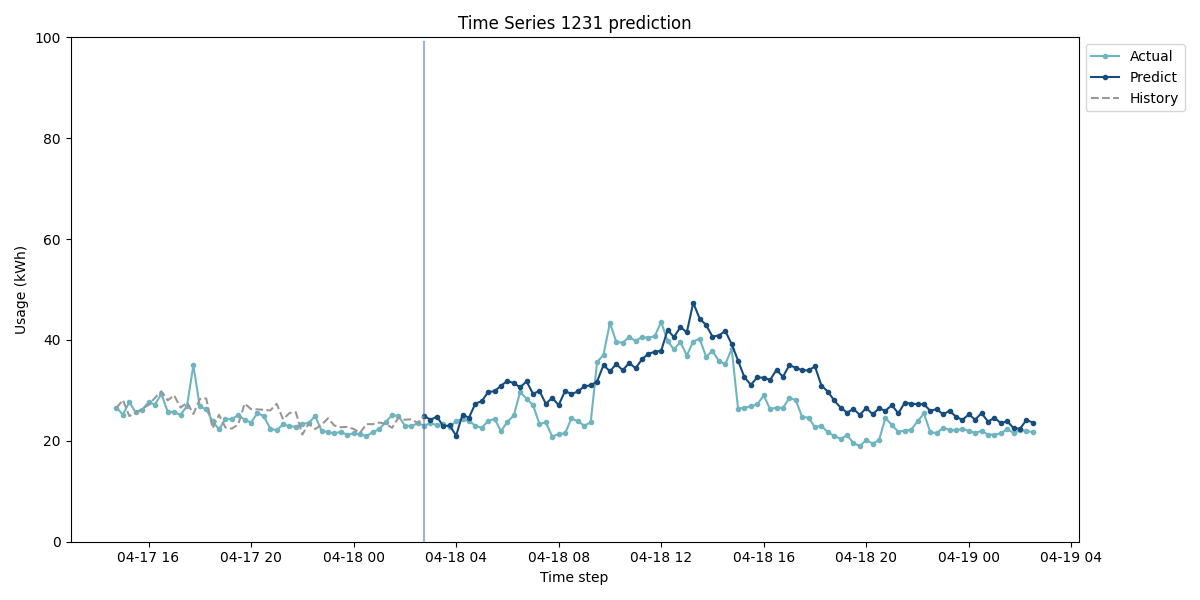 Time Series 1231 prediction
Usage (kWh)
100
80
60
40
20
0
04-17 16
04-17 20
04-18 00
04-18 04
04-18 08
04-18 12
04-18 16
04-18 20
04-19 00
04-19 04
Time step
Actual
Predict
History